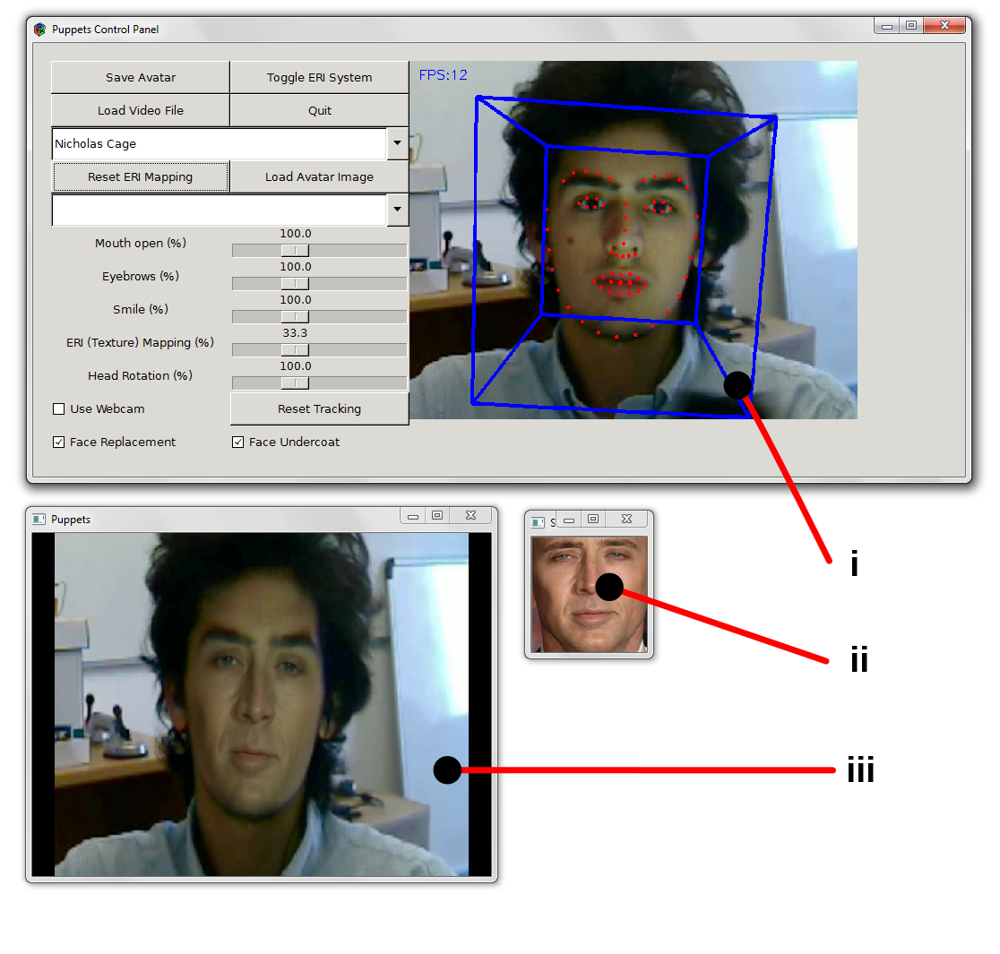 Puppets Control Panel
Save Avatar
Toggle ERI System
FPS:12
Load Video File
Quit
Nicholas Cage
Reset ERI Mapping
Load Avatar Image
Mouth open (%)
100.0
Eyebrows (%)
100.0
Smile (%)
100.0
ERI (Texture) Mapping (%)
33.3
Head Rotation (%)
100.0
Use Webcam
Reset Tracking
Face Replacement
Face Undercoat
Puppets
i
ii
iii